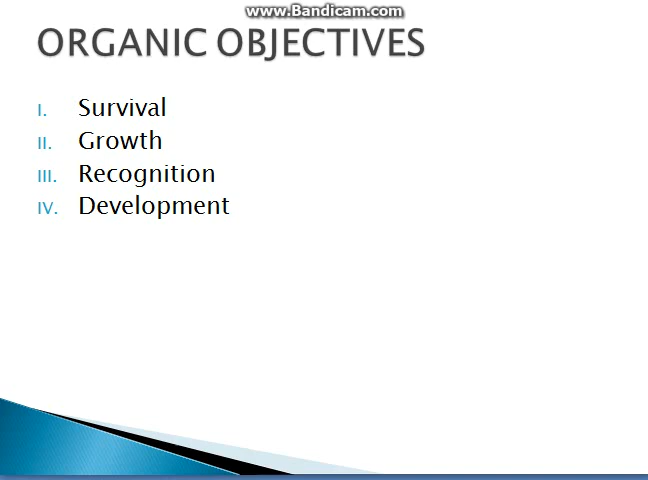 www.Bandicam.com
ORGANIC OBJECTIVES
I. Survival
II. Growth
III. Recognition
IV. Development